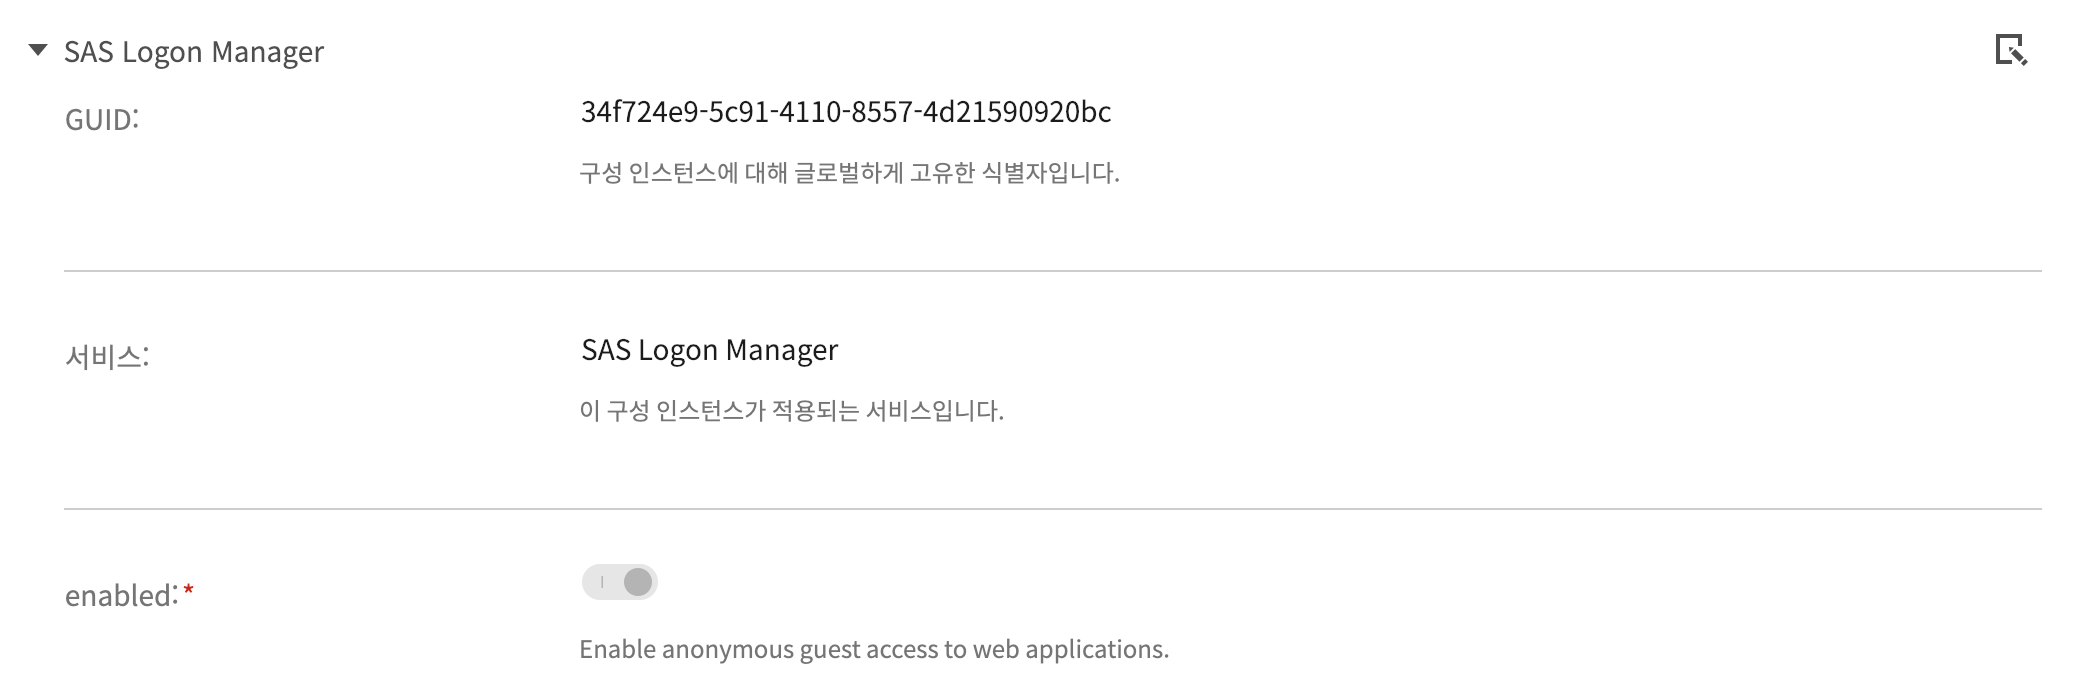 SAS Logon Manager
GUID:
34f724e9-5c91-4110-8557-4d21590920bc
구성 인스턴스에 대해 글로벌하게 고유한 식별자입니다.
서비스:
SAS Logon Manager
이 구성 인스턴스가 적용되는 서비스입니다.
enabled:*
Enable anonymous guest access to web applications.